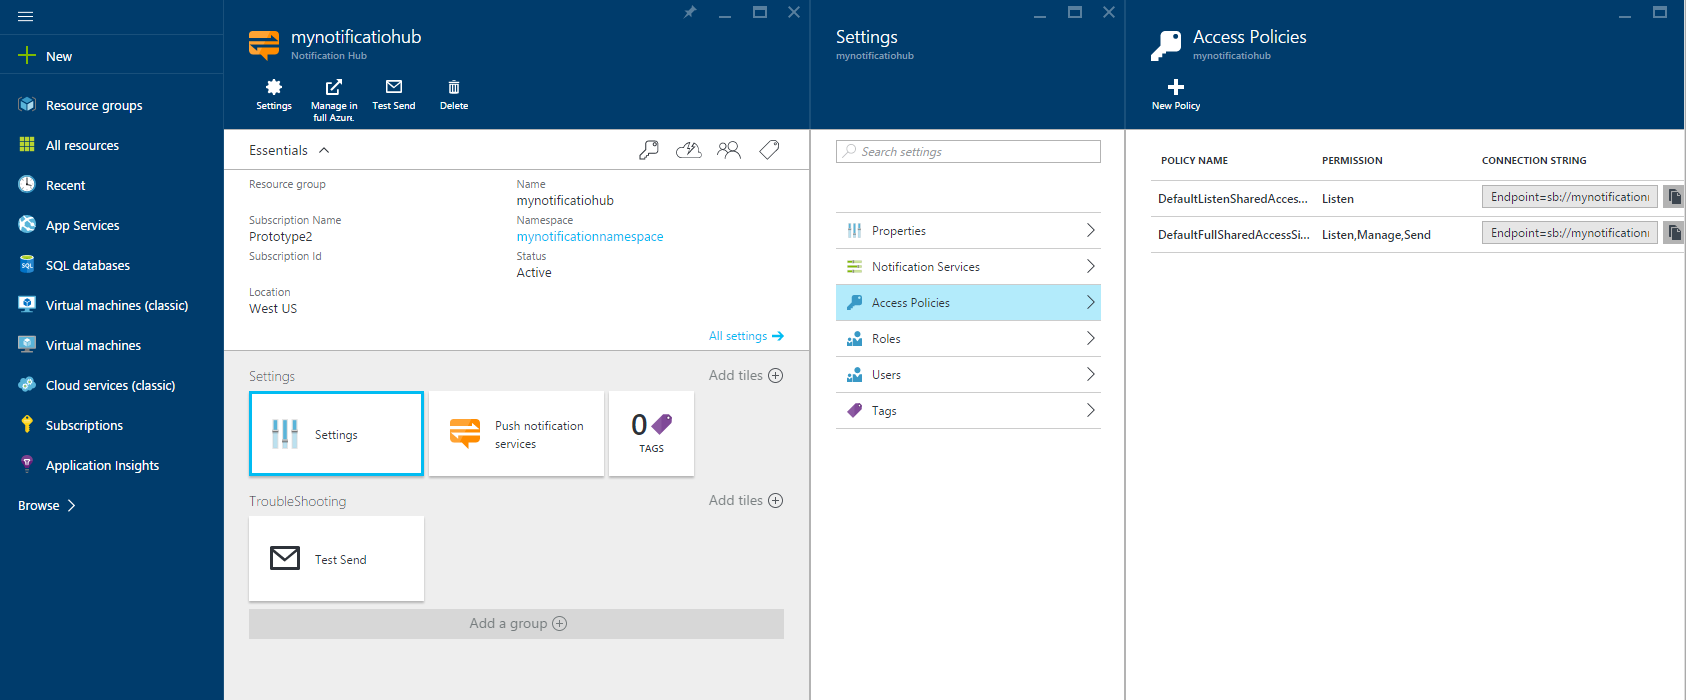 New
Resource groups
All resources
Recent
App Services
SQL databases
Virtual machines (classic)
Virtual machines
Cloud services (classic)
Subscriptions
Application Insights
Browse
mynotificatiohub
Notification Hub
Settings
Manage in
full Azur.
Test Send
Delete
Essentials
Resource group
Subscription Name
Prototype2
Subscription Id
Location
West US
Name
mynotificatiohub
Namespace
mynotificationnamespace
Status
Active
All settings
Settings
Add tiles
Settings
Push notification
services
0
TAGS
TroubleShooting
Add tiles
Test Send
Add a group
Settings
mynotificatiohub
Search settings
Properties
Notification Services
Access Policies
Roles
Users
Tags
Access Policies
mynotificatiohub
New Policy
POLICY NAME PERMISSION CONNECTION STRING
DefaultListenSharedAcces... Listen Endpoint=sb://mynotification
DefaultFullSharedAccessSi... Listen,Manage,Send Endpoint=sb://mynotification